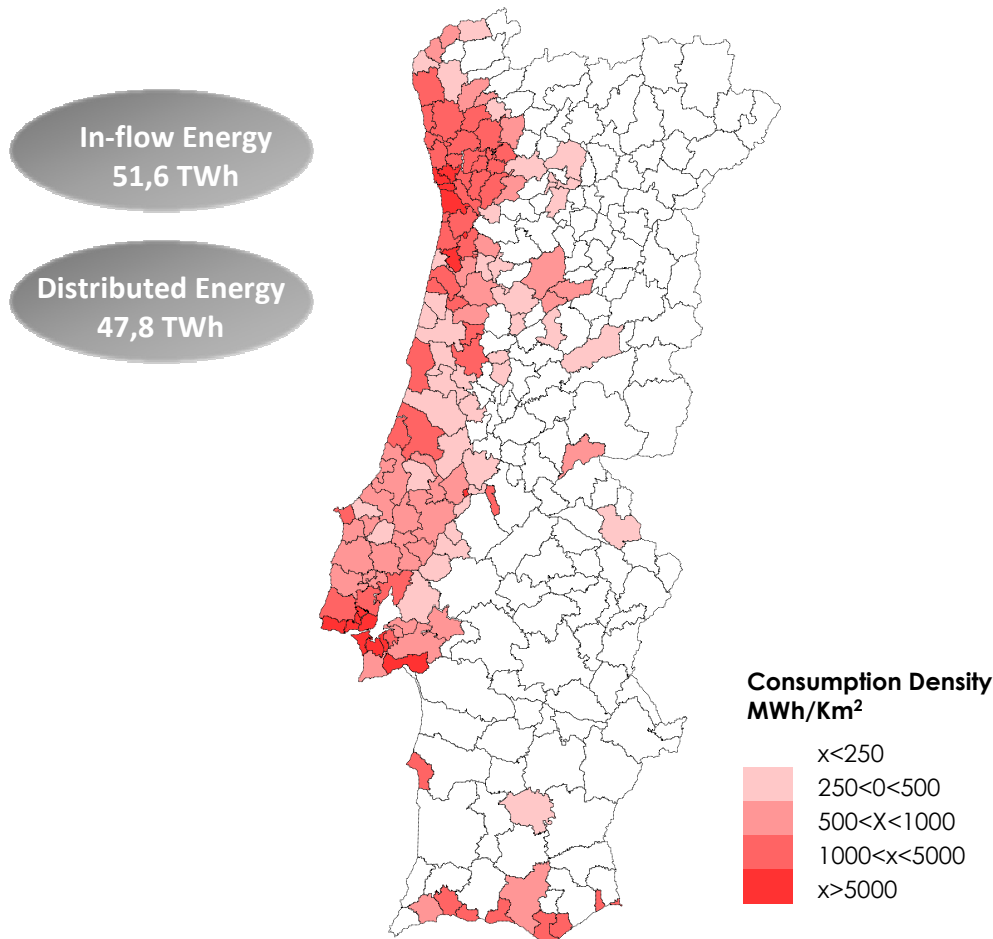 In-flow Energy
51,6 TWh
Distributed Energy
47,8 TWh
Consumption Density
MWh/Km²
x<250
250<0<500
500<X<1000
1000<x<5000
x>5000